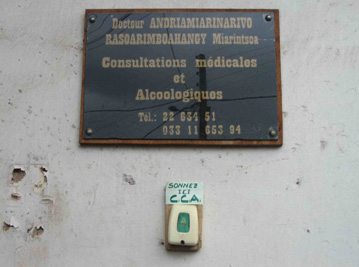 Docteur ANDRIAMIARINARIVO
RASOARIMBOAHANGY Miarintsoa
Consultations médicales
et
Alcoologiques
Tél.: 22 634 51
033 11 653 94
SONNEZ
ICI
C.C.A.